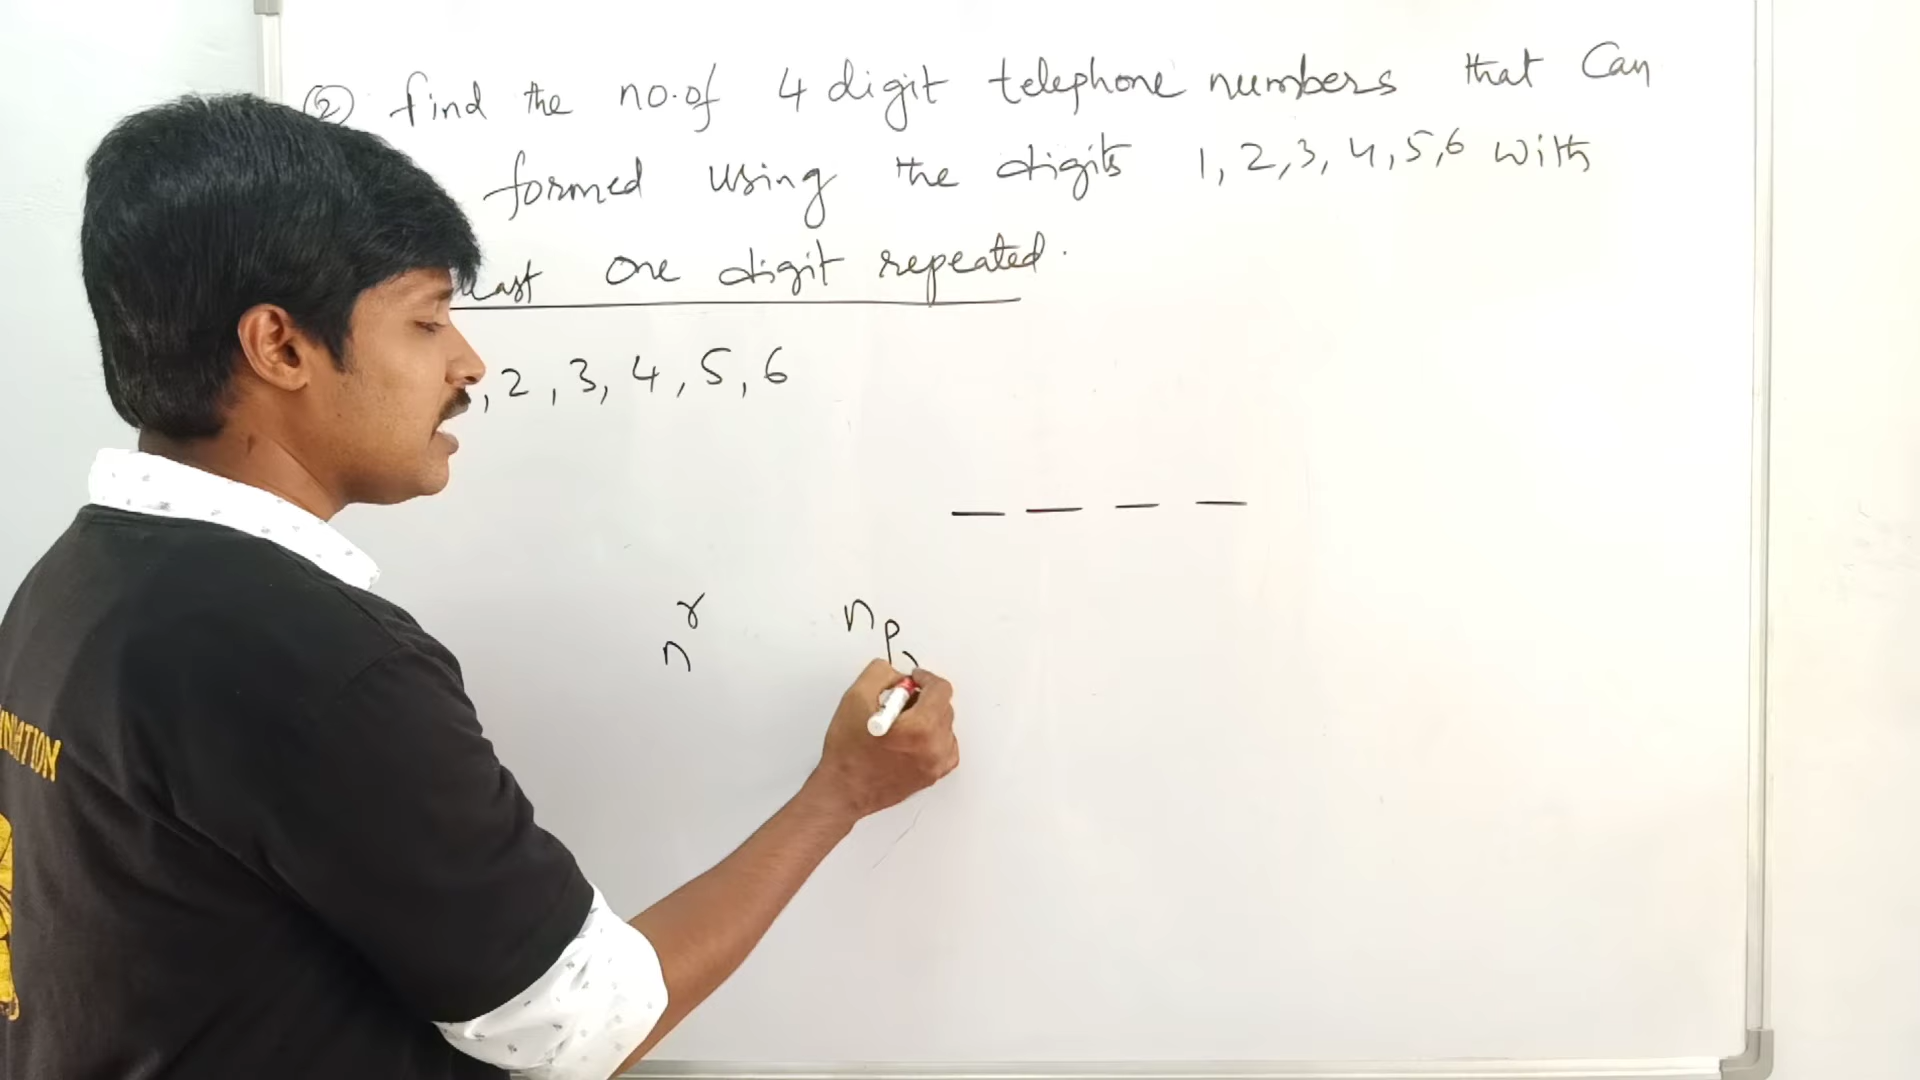 ② find the no.of 4 digit telephone numbers that can
formed using the digits 1, 2, 3, 4, 5, 6 with
least one digit repeated.
, 2 , 3, 4 , 5 , 6
n^r n_P